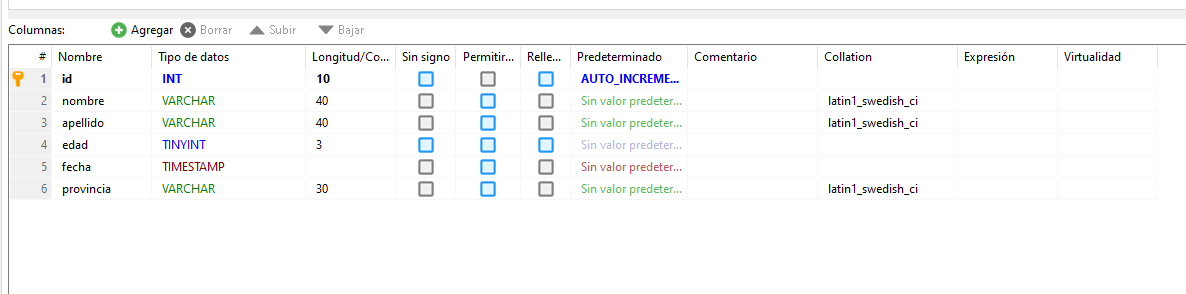 Columnas: Agregar Borrar Subir Bajar
# Nombre Tipo de datos Longitud/Co... Sin signo Permitir... Relle... Predeterminado Comentario Collation Expresión Virtualidad
1 id INT 10 AUTO_INCREME...
2 nombre VARCHAR 40 Sin valor predeter... latin1_swedish_ci
3 apellido VARCHAR 40 Sin valor predeter... latin1_swedish_ci
4 edad TINYINT 3 Sin valor predeter...
5 fecha TIMESTAMP Sin valor predeter...
6 provincia VARCHAR 30 Sin valor predeter... latin1_swedish_ci